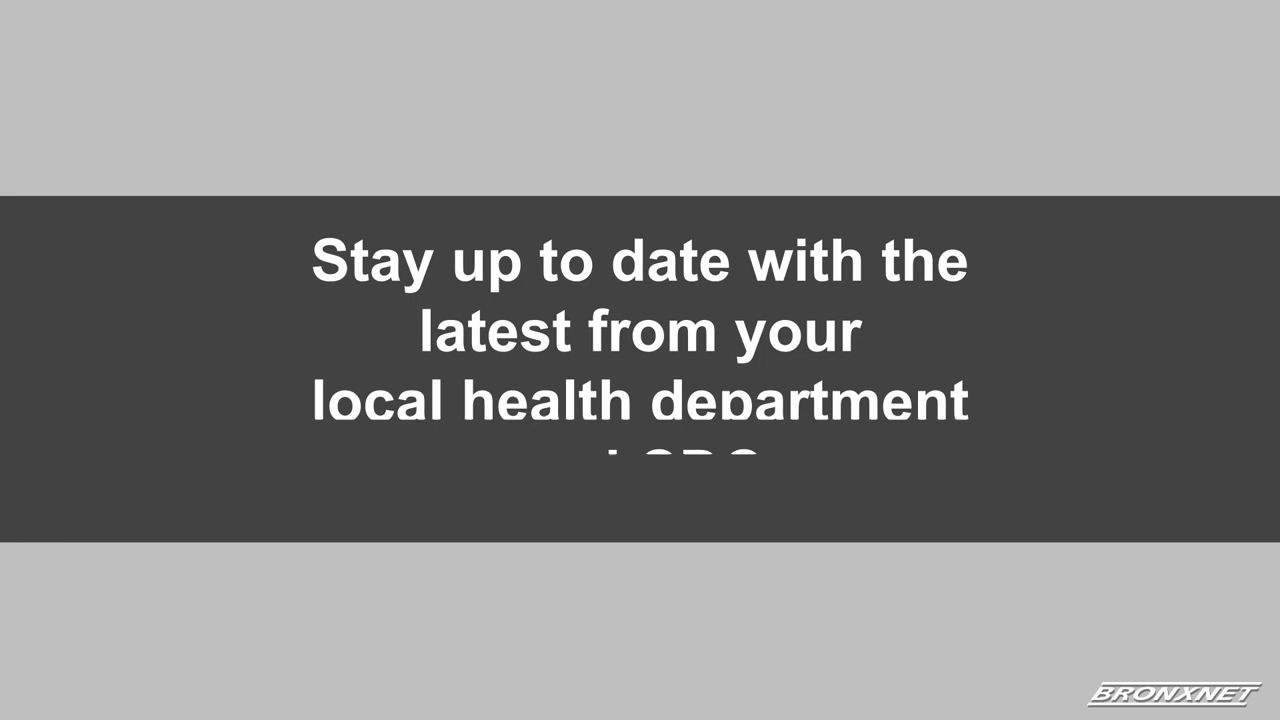 Stay up to date with the
latest from your
local health department
BRONXNET